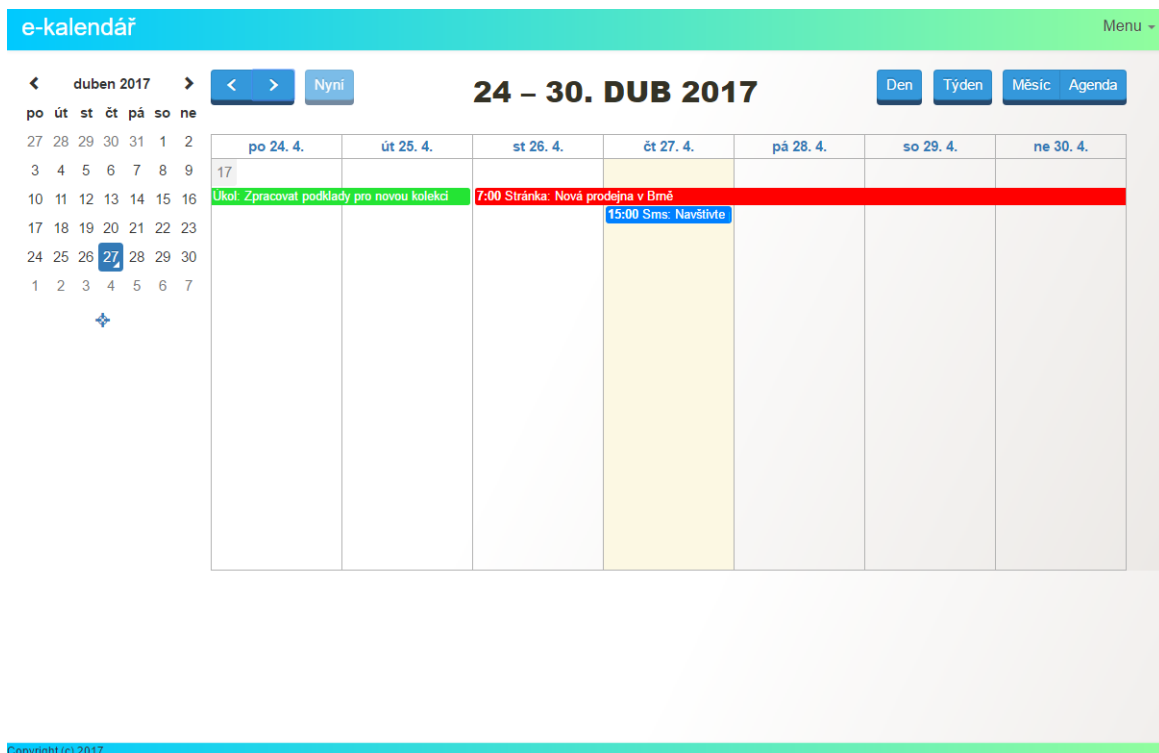 e-kalendář
Menu
duben 2017
po út st čt pá so ne
27 28 29 30 31 1 2
3 4 5 6 7 8 9
10 11 12 13 14 15 16
17 18 19 20 21 22 23
24 25 26 27 28 29 30
1 2 3 4 5 6 7
Nyní
24 – 30. DUB 2017
Den Týden Měsíc Agenda
po 24. 4. út 25. 4. st 26. 4. čt 27. 4. pá 28. 4. so 29. 4. ne 30. 4.
17
Úkol: Zpracovat podklady pro novou kolekci
7:00 Stránka: Nová prodejna v Brně
15:00 Sms: Navštivte
Copyright (c) 2017